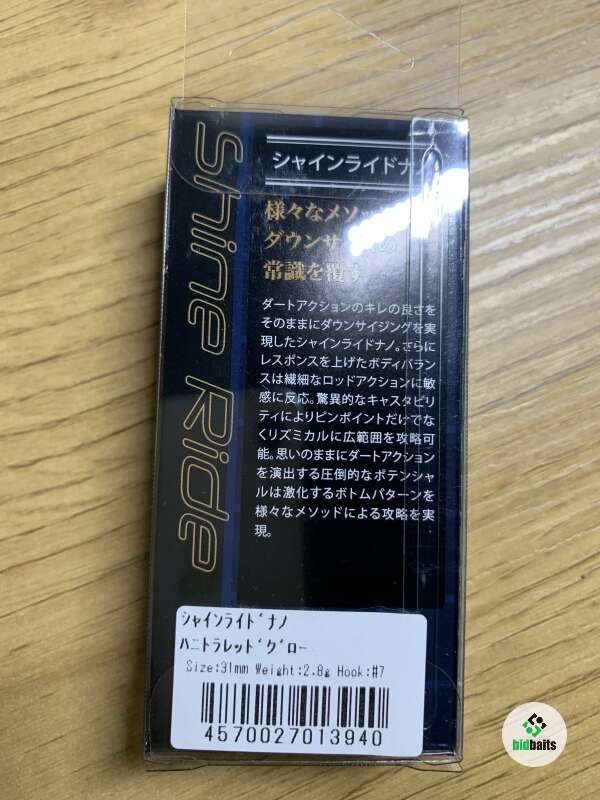 Shine Ride
シャインライドナノ
様々なメソッ
ダウンサ
常識を覆す
ダートアクションのキレの良さを
そのままにダウンサイジングを実
現したシャインライドナノ。さらに
レスポンスを上げたボディバラン
スは繊細なロッドアクションに敏
感に反応。驚異的なキャスタビリ
ティによりピンポイントだけでな
くリズミカルに広範囲を攻略可
能。思いのままにダートアクション
を演出する圧倒的なポテンシャ
ルは激化するボトムパターンを
様々なメソッドによる攻略を実
現。
シャインライドﾞナノ
ハニトラレッドﾞグﾞロー
Size:31mm Weight:2.8g Hook:#7
4570027013940
bidbaits